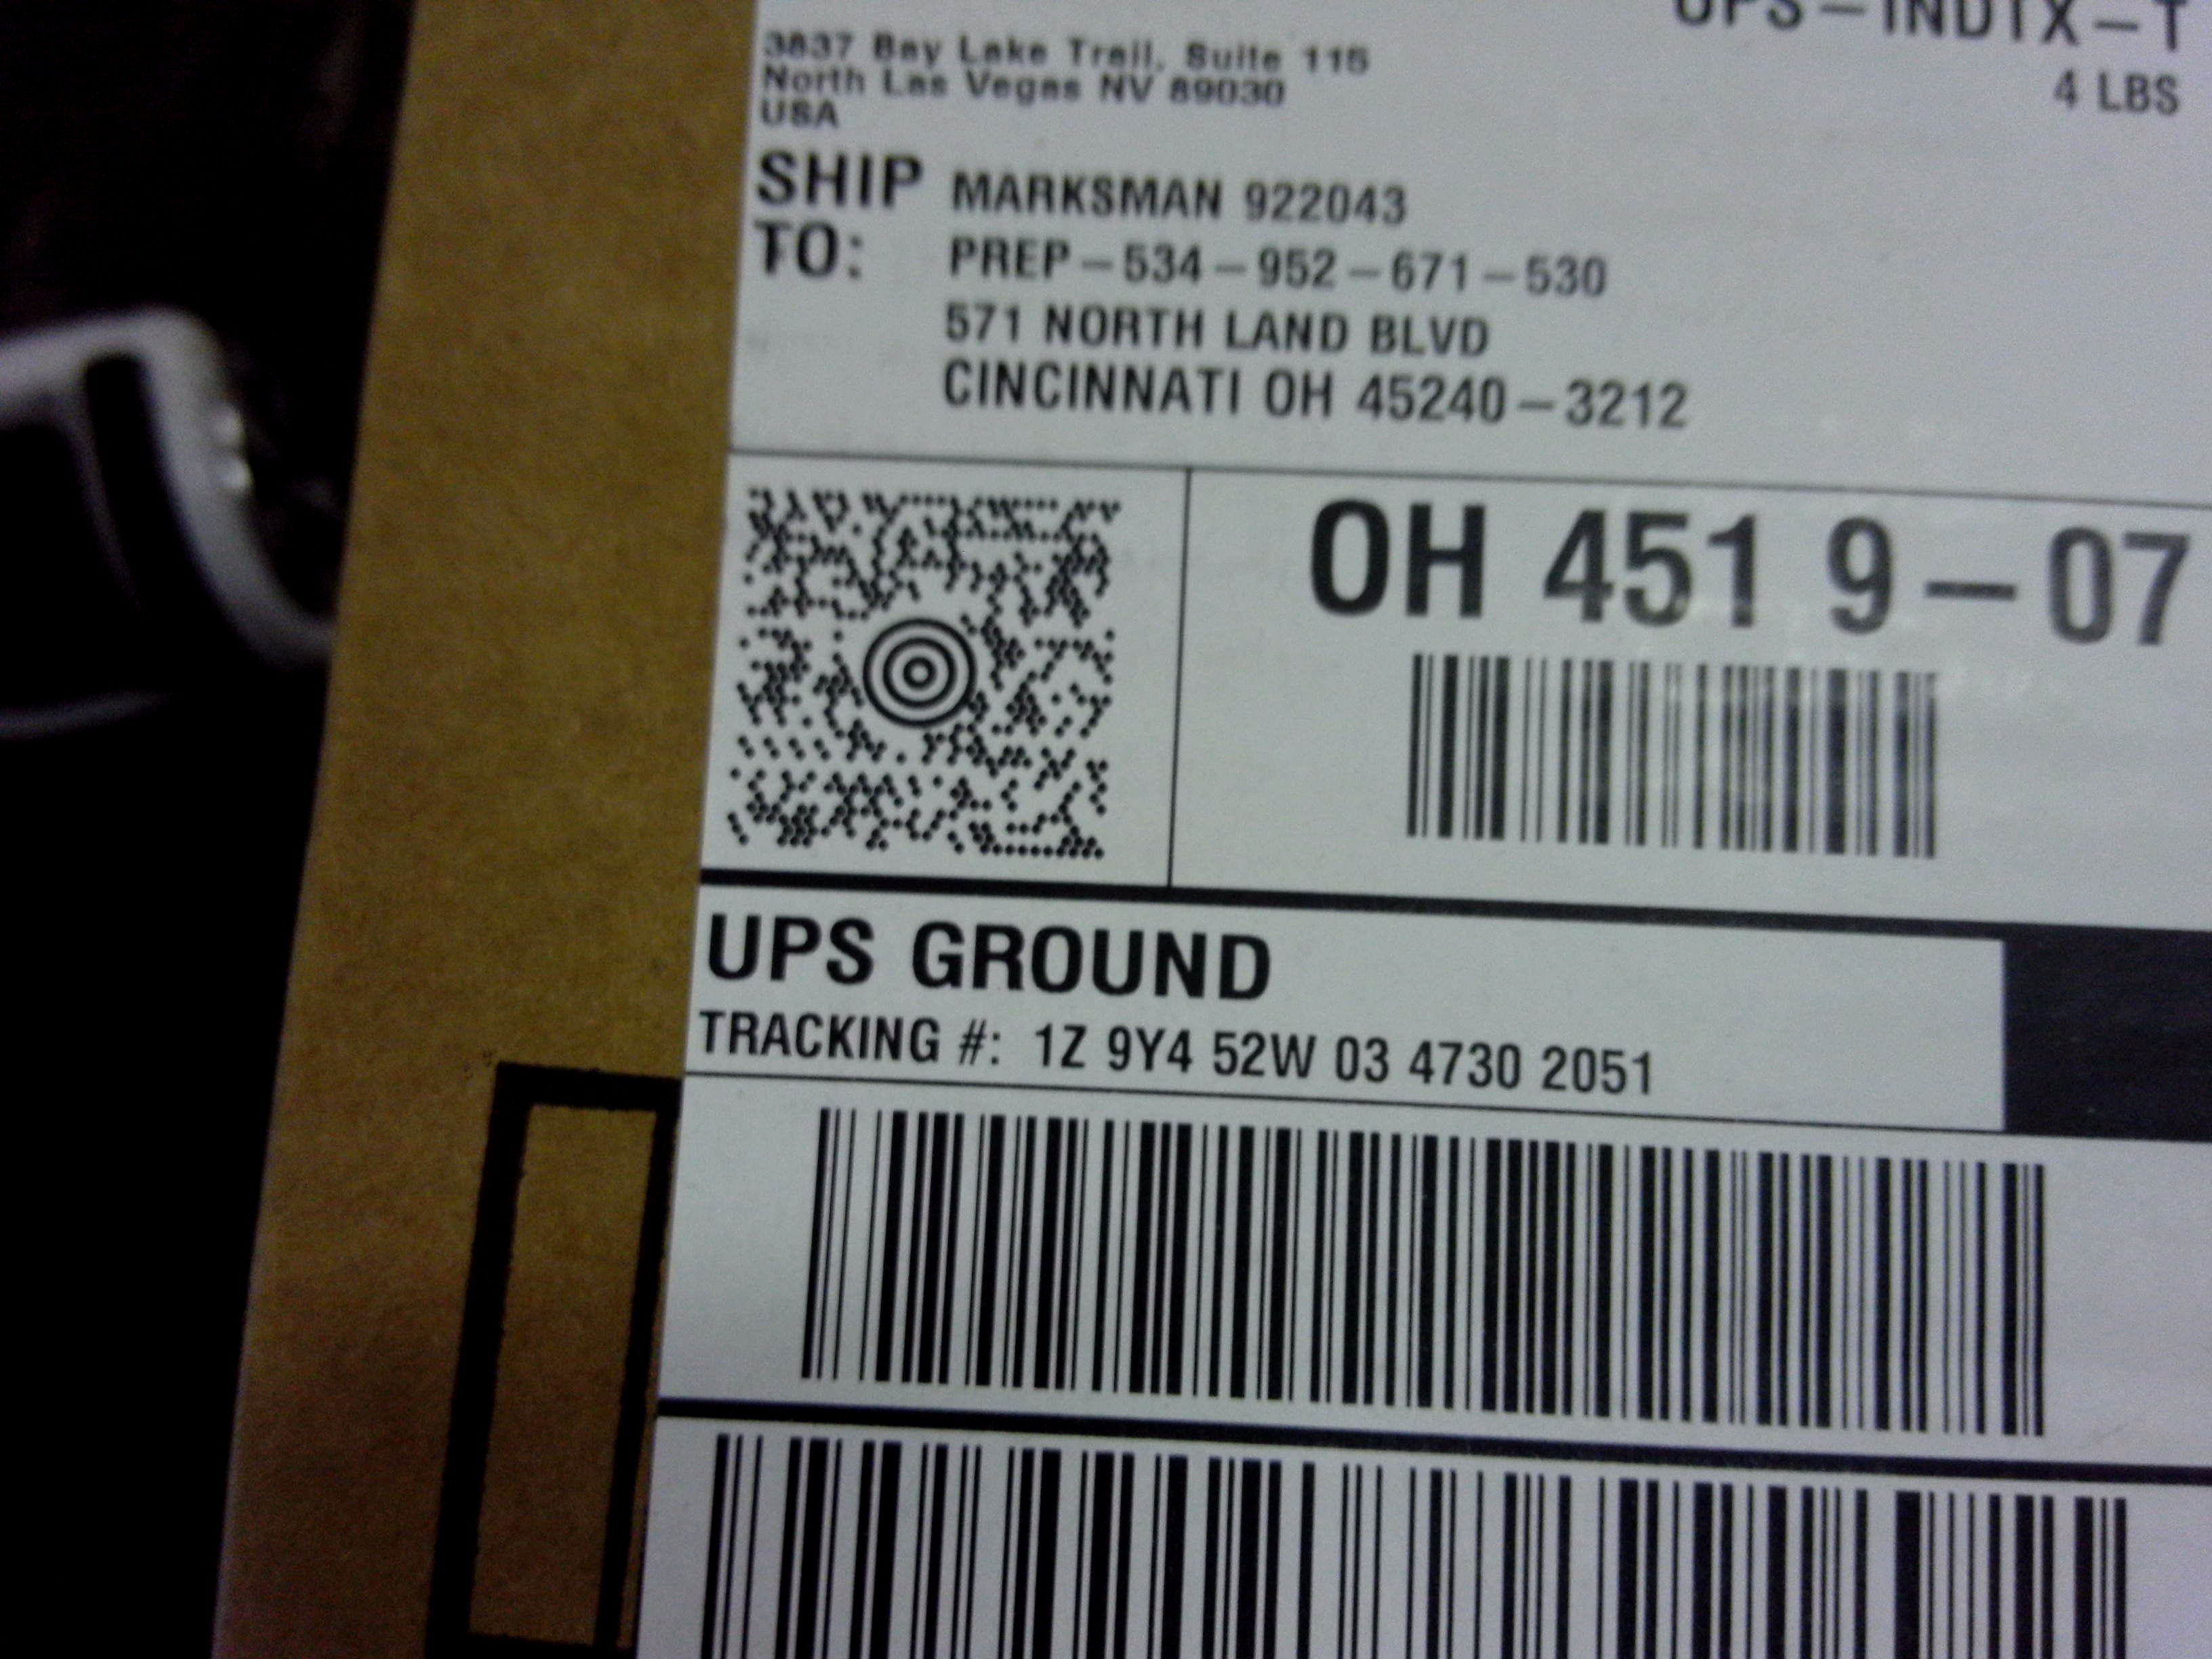 UPS-INDTX-T
3837 Bay Lake Trail, Suite 115
North Las Vegas NV 89030
USA
4 LBS
SHIP TO:
MARKSMAN 922043
PREP-534-952-671-530
571 NORTH LAND BLVD
CINCINNATI OH 45240-3212
OH 451 9-07
UPS GROUND
TRACKING #: 1Z 9Y4 52W 03 4730 2051